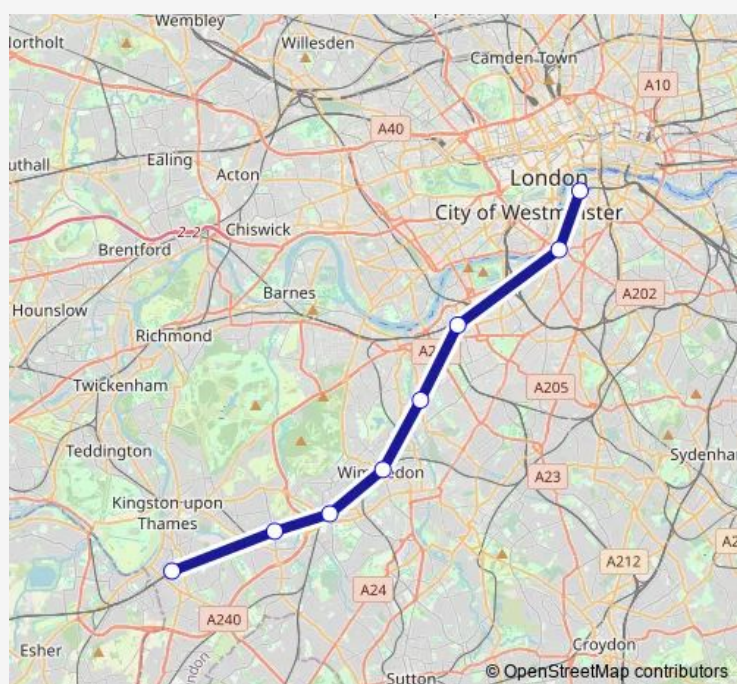 Wembley
Northolt
Willesden
Camden Town
A10
A40
Ealing
Acton
London
City of Westminster
2.2
Chiswick
Brentford
Barnes
A202
Hounslow
Richmond
Twickenham
A205
Teddington
Wimbledon
Sydenham
Kingston upon
Thames
A23
A212
A24
A240
Esher
Croydon
Sutton
© OpenStreetMap contributors